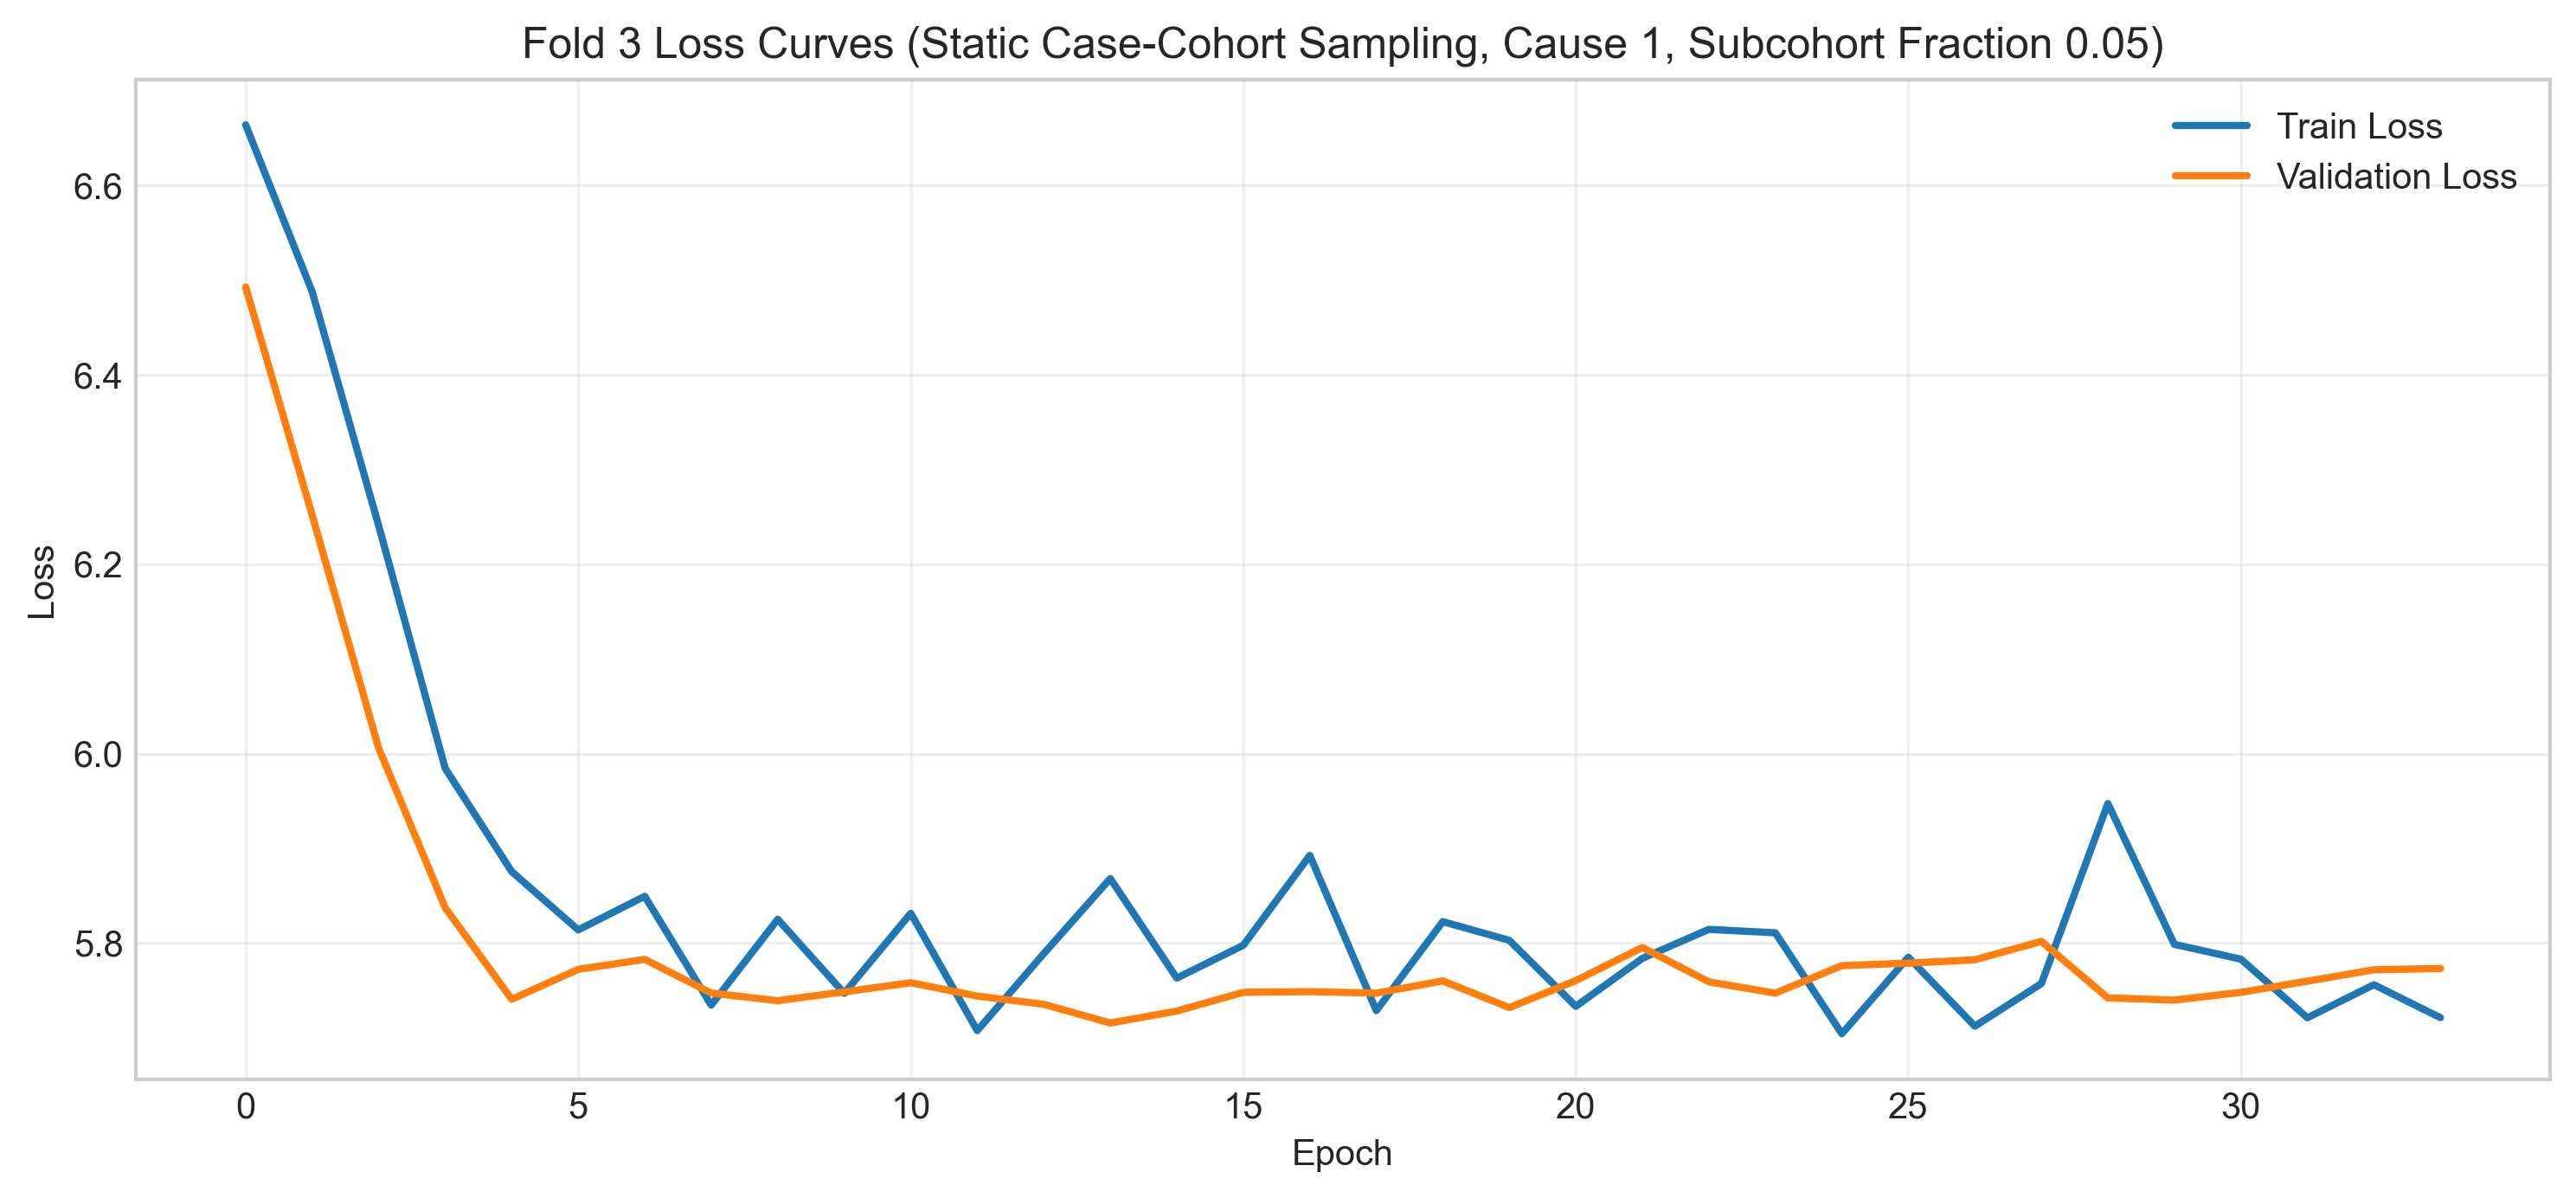 Fold 3 Loss Curves (Static Case-Cohort Sampling, Cause 1, Subcohort Fraction 0.05)
Train Loss
Validation Loss
6.6
6.4
6.2
6.0
5.8
Loss
0 5 10 15 20 25 30
Epoch